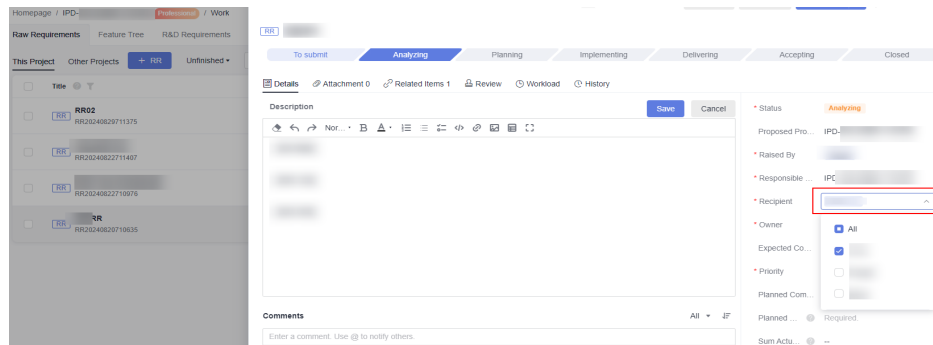 Homepage / IPD- Professional / Work
Raw Requirements Feature Tree R&D Requirements
This Project Other Projects + RR Unfinished
Title
RR RR02
RR20240829711375
RR
RR20240822711407
RR
RR20240822710976
RR RR
RR20240820710635
RR
To submit Analyzing Planning Implementing Delivering Accepting Closed
Details Attachment 0 Related Items 1 Review Workload History
Description Save Cancel
Nor... B A
Comments All
Enter a comment. Use @ to notify others.
* Status Analyzing
Proposed Pro... IPD-
* Raised By
* Responsible ... IPD
* Recipient
* Owner All
Expected Co...
* Priority
Planned Com...
Planned ... Required.
Sum Actu... --